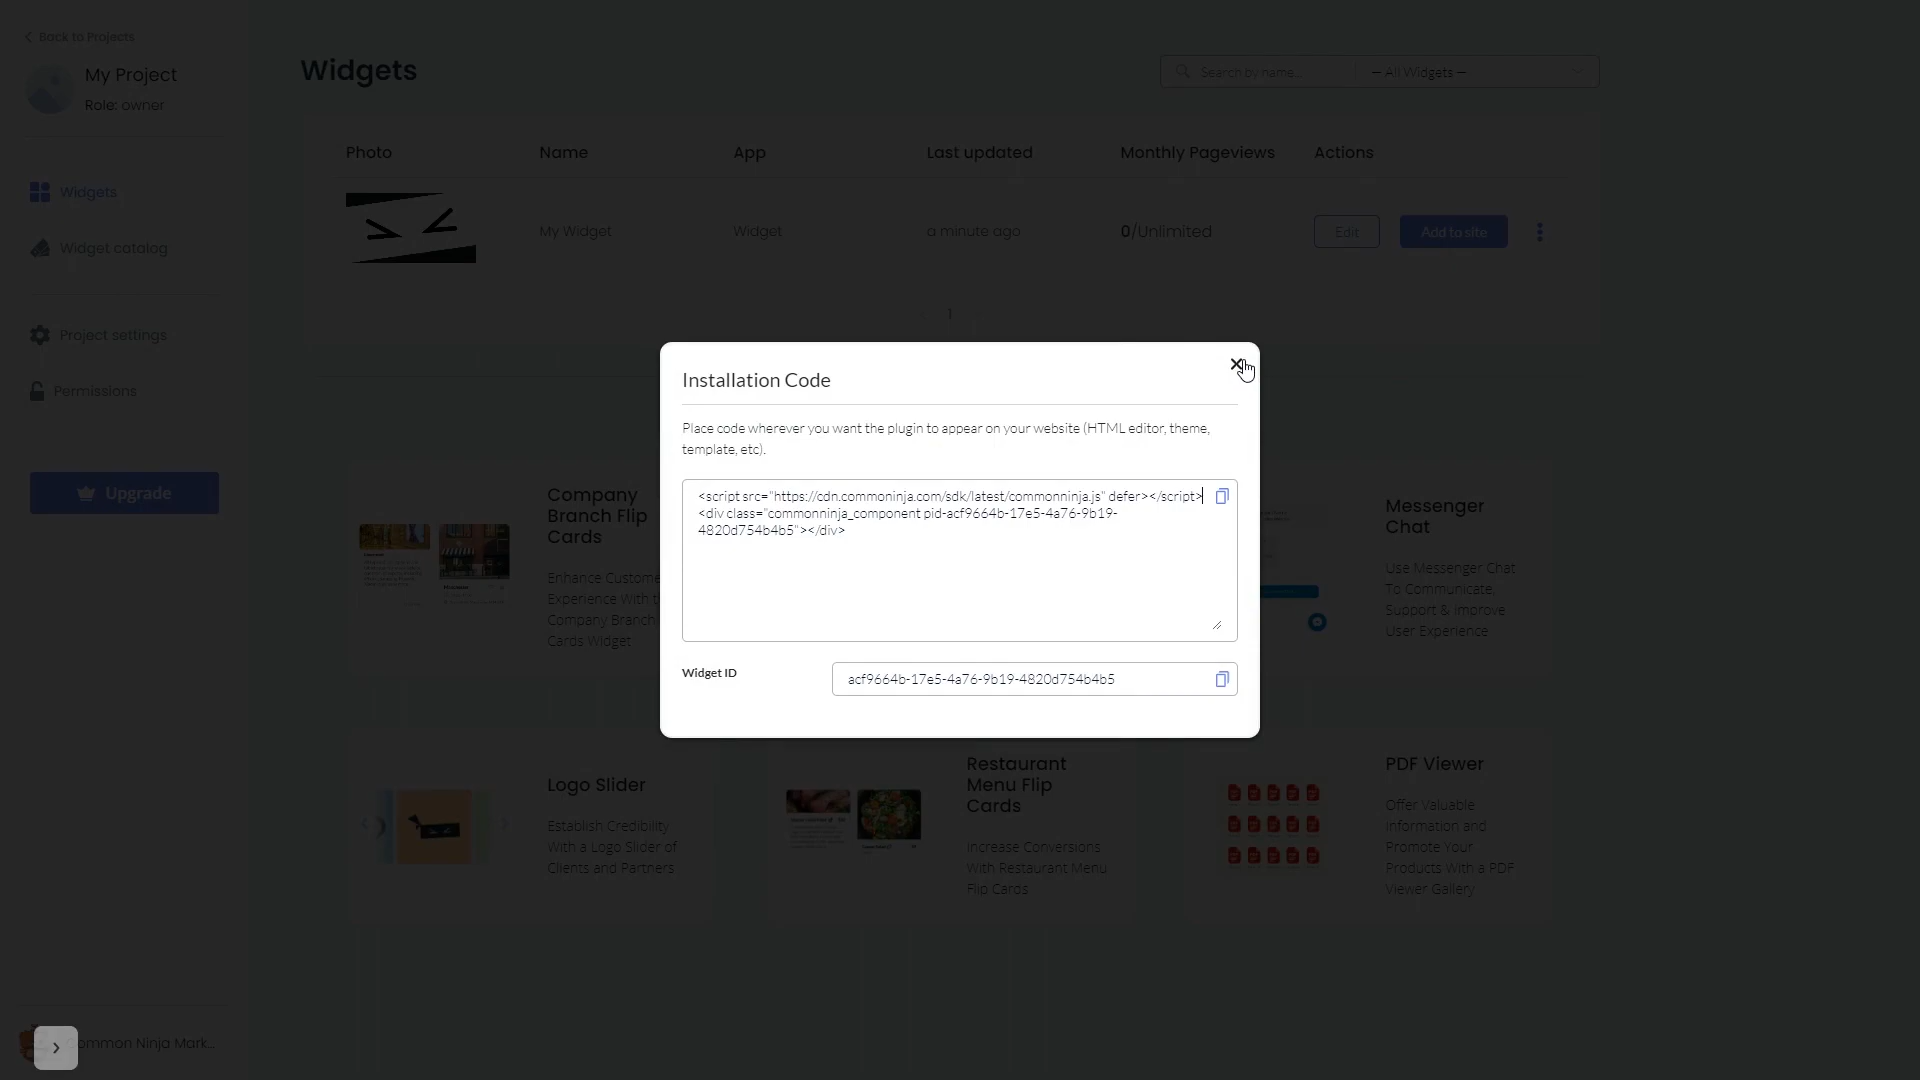 Back to Projects
My Project
Role: owner
Widgets
Widget catalog
Project settings
Permissions
Upgrade
Common Ninja Mark...
Widgets
Search by name...
— All Widgets —
Photo
Name
App
Last updated
Monthly Pageviews
Actions
My Widget
Widget
a minute ago
0/Unlimited
Edit
Add to site
1
Installation Code
Place code wherever you want the plugin to appear on your website (HTML editor, theme,
template, etc).
<script src="https://cdn.commoninja.com/sdk/latest/commonninja.js" defer></script>
<div class="commonninja_component pid-acf9664b-17e5-4a76-9b19-
4820d754b4b5"></div>
Widget ID
acf9664b-17e5-4a76-9b19-4820d754b4b5
Company
Branch Flip
Cards
Enhance Custome
Experience With t
Company Branch
Cards Widget
Messenger
Chat
Use Messenger Chat
To Communicate,
Support & Improve
User Experience
Logo Slider
Establish Credibility
With a Logo Slider of
Clients and Partners
Restaurant
Menu Flip
Cards
Increase Conversions
With Restaurant Menu
Flip Cards
PDF Viewer
Offer Valuable
Information and
Promote Your
Products With a PDF
Viewer Gallery